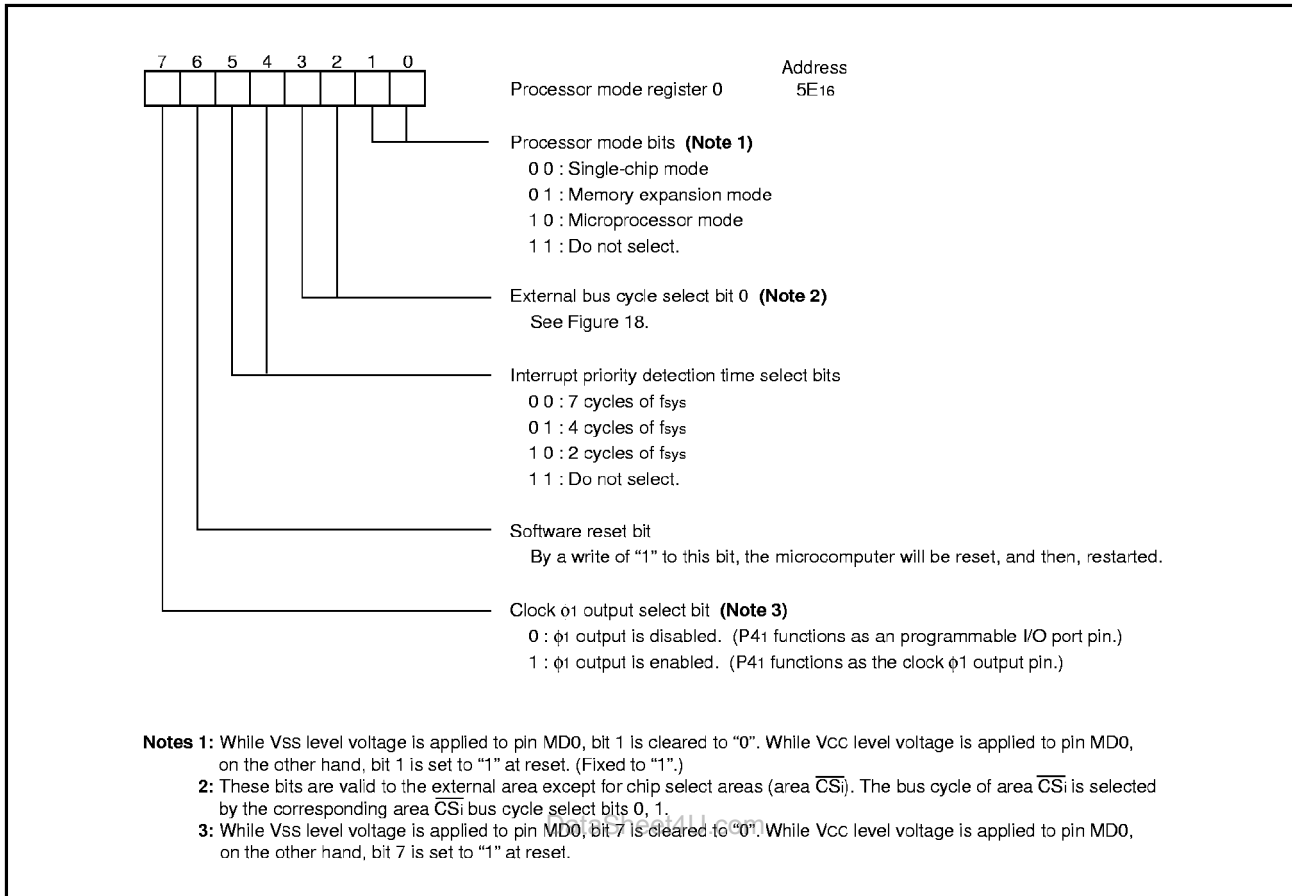 7 6 5 4 3 2 1 0
Address
Processor mode register 0 5E16
Processor mode bits (Note 1)
0 0 : Single-chip mode
0 1 : Memory expansion mode
1 0 : Microprocessor mode
1 1 : Do not select.
External bus cycle select bit 0 (Note 2)
See Figure 18.
Interrupt priority detection time select bits
0 0 : 7 cycles of fsys
0 1 : 4 cycles of fsys
1 0 : 2 cycles of fsys
1 1 : Do not select.
Software reset bit
By a write of “1” to this bit, the microcomputer will be reset, and then, restarted.
Clock ϕ1 output select bit (Note 3)
0 : ϕ1 output is disabled. (P41 functions as an programmable I/O port pin.)
1 : ϕ1 output is enabled. (P41 functions as the clock ϕ1 output pin.)
Notes 1: While VSS level voltage is applied to pin MD0, bit 1 is cleared to “0”. While VCC level voltage is applied to pin MD0,
on the other hand, bit 1 is set to “1” at reset. (Fixed to “1”.)
2: These bits are valid to the external area except for chip select areas (area CSi). The bus cycle of area CSi is selected
by the corresponding area CSi bus cycle select bits 0, 1.
3: While VSS level voltage is applied to pin MD0, bit 7 is cleared to “0”. While VCC level voltage is applied to pin MD0,
on the other hand, bit 7 is set to “1” at reset.
DataSheet4U.com